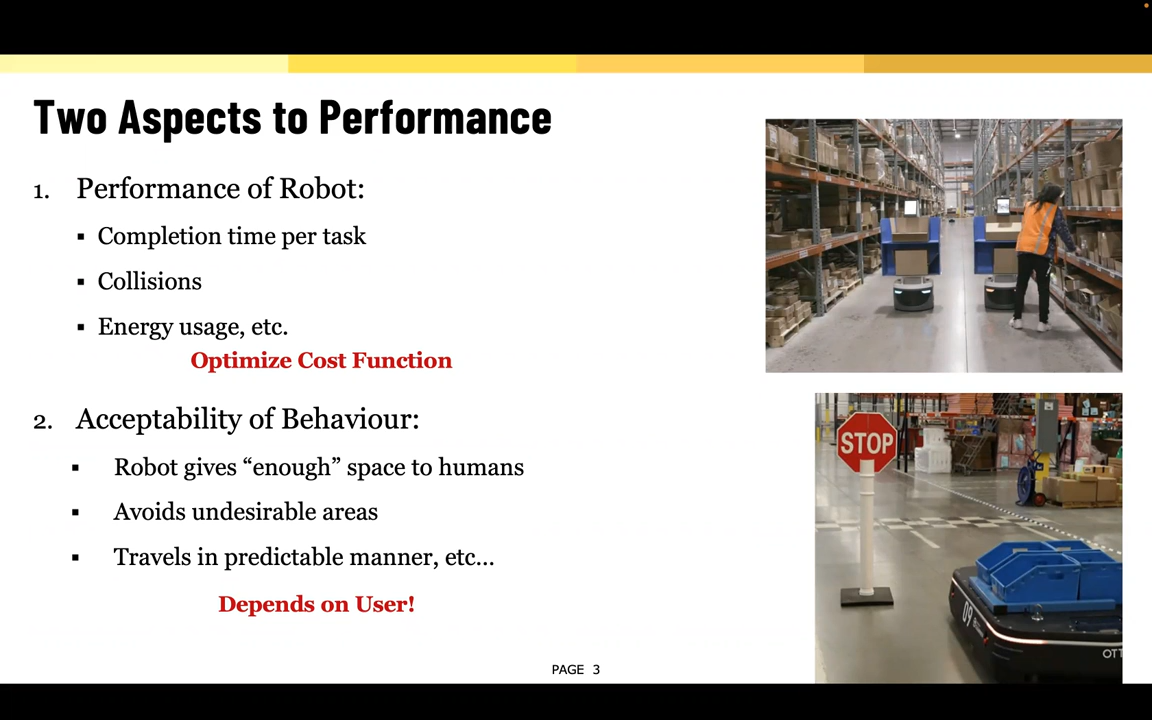 Two Aspects to Performance
1. Performance of Robot:
▪ Completion time per task
▪ Collisions
▪ Energy usage, etc.
Optimize Cost Function
2. Acceptability of Behaviour:
▪ Robot gives “enough” space to humans
▪ Avoids undesirable areas
▪ Travels in predictable manner, etc…
Depends on User!
STOP
09
OTT
PAGE 3